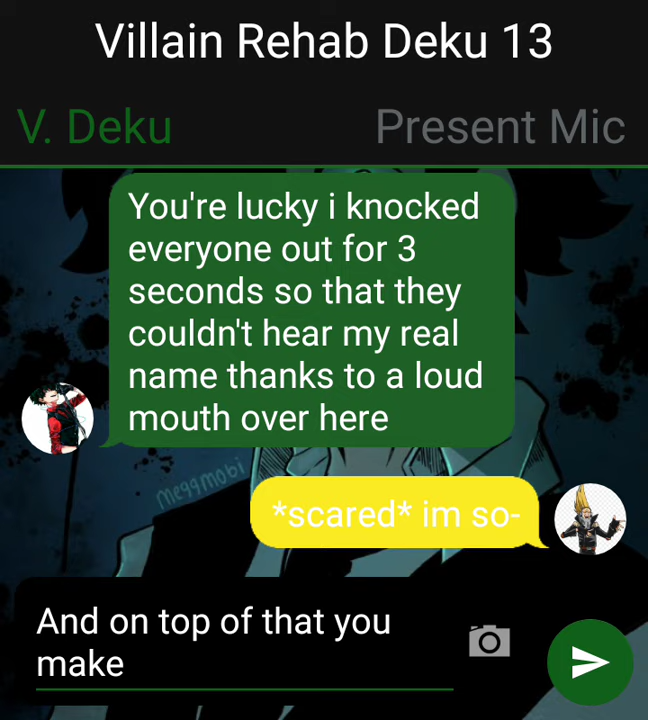 Villain Rehab Deku 13
V. Deku
Present Mic
You're lucky i knocked
everyone out for 3
seconds so that they
couldn't hear my real
name thanks to a loud
mouth over here
meggmobi
*scared* im so-
And on top of that you
make